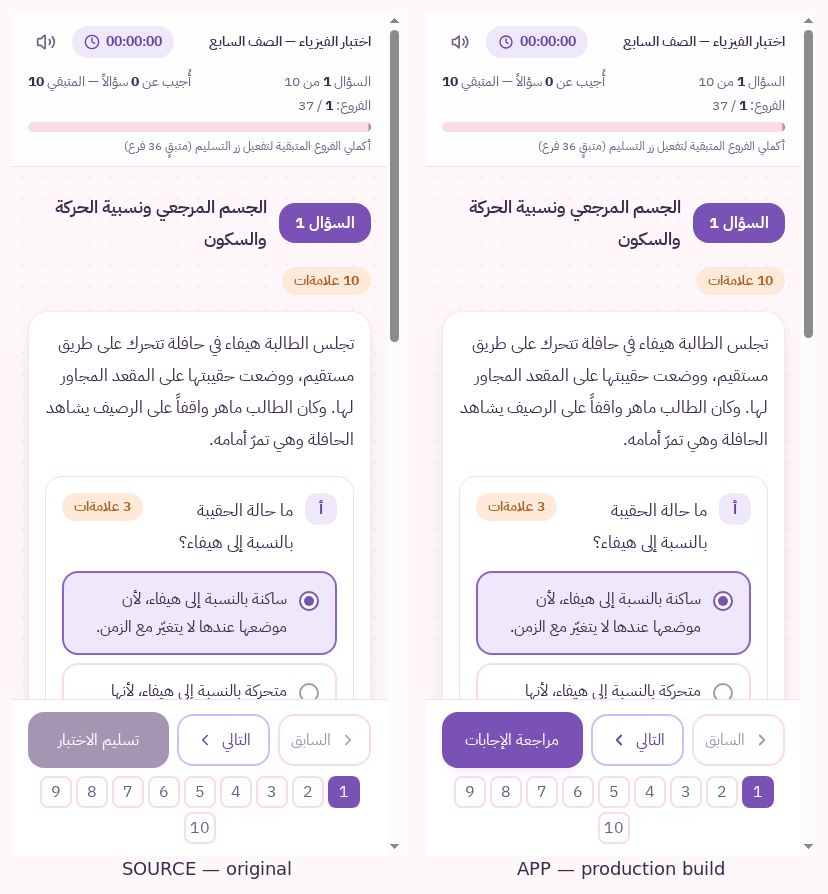 اختبار الفيزياء — الصف السابع
00:00:00
السؤال 1 من 10
أُجيب عن 0 سؤالاً — المتبقي 10
الفروع: 1 / 37
أكملي الفروع المتبقية لتفعيل زر التسليم (متبقٍ 36 فرع)
السؤال 1
الجسم المرجعي ونسبية الحركة
والسكون
10 علامةات
تجلس الطالبة هيفاء في حافلة تتحرك على طريق
مستقيم، ووضعت حقيبتها على المقعد المجاور
لها. وكان الطالب ماهر واقفاً على الرصيف يشاهد
الحافلة وهي تمرّ أمامه.
أ
ما حالة الحقيبة
بالنسبة إلى هيفاء؟
3 علامةات
ساكنة بالنسبة إلى هيفاء، لأن
موضعها عندها لا يتغيّر مع الزمن.
متحركة بالنسبة إلى هيفاء، لأنها
السابق
التالي
تسليم الاختبار
1 2 3 4 5 6 7 8 9
10
SOURCE — original
اختبار الفيزياء — الصف السابع
00:00:00
السؤال 1 من 10
أُجيب عن 0 سؤالاً — المتبقي 10
الفروع: 1 / 37
أكملي الفروع المتبقية لتفعيل زر التسليم (متبقٍ 36 فرع)
السؤال 1
الجسم المرجعي ونسبية الحركة
والسكون
10 علامةات
تجلس الطالبة هيفاء في حافلة تتحرك على طريق
مستقيم، ووضعت حقيبتها على المقعد المجاور
لها. وكان الطالب ماهر واقفاً على الرصيف يشاهد
الحافلة وهي تمرّ أمامه.
أ
ما حالة الحقيبة
بالنسبة إلى هيفاء؟
3 علامةات
ساكنة بالنسبة إلى هيفاء، لأن
موضعها عندها لا يتغيّر مع الزمن.
متحركة بالنسبة إلى هيفاء، لأنها
السابق
التالي
مراجعة الإجابات
1 2 3 4 5 6 7 8 9
10
APP — production build